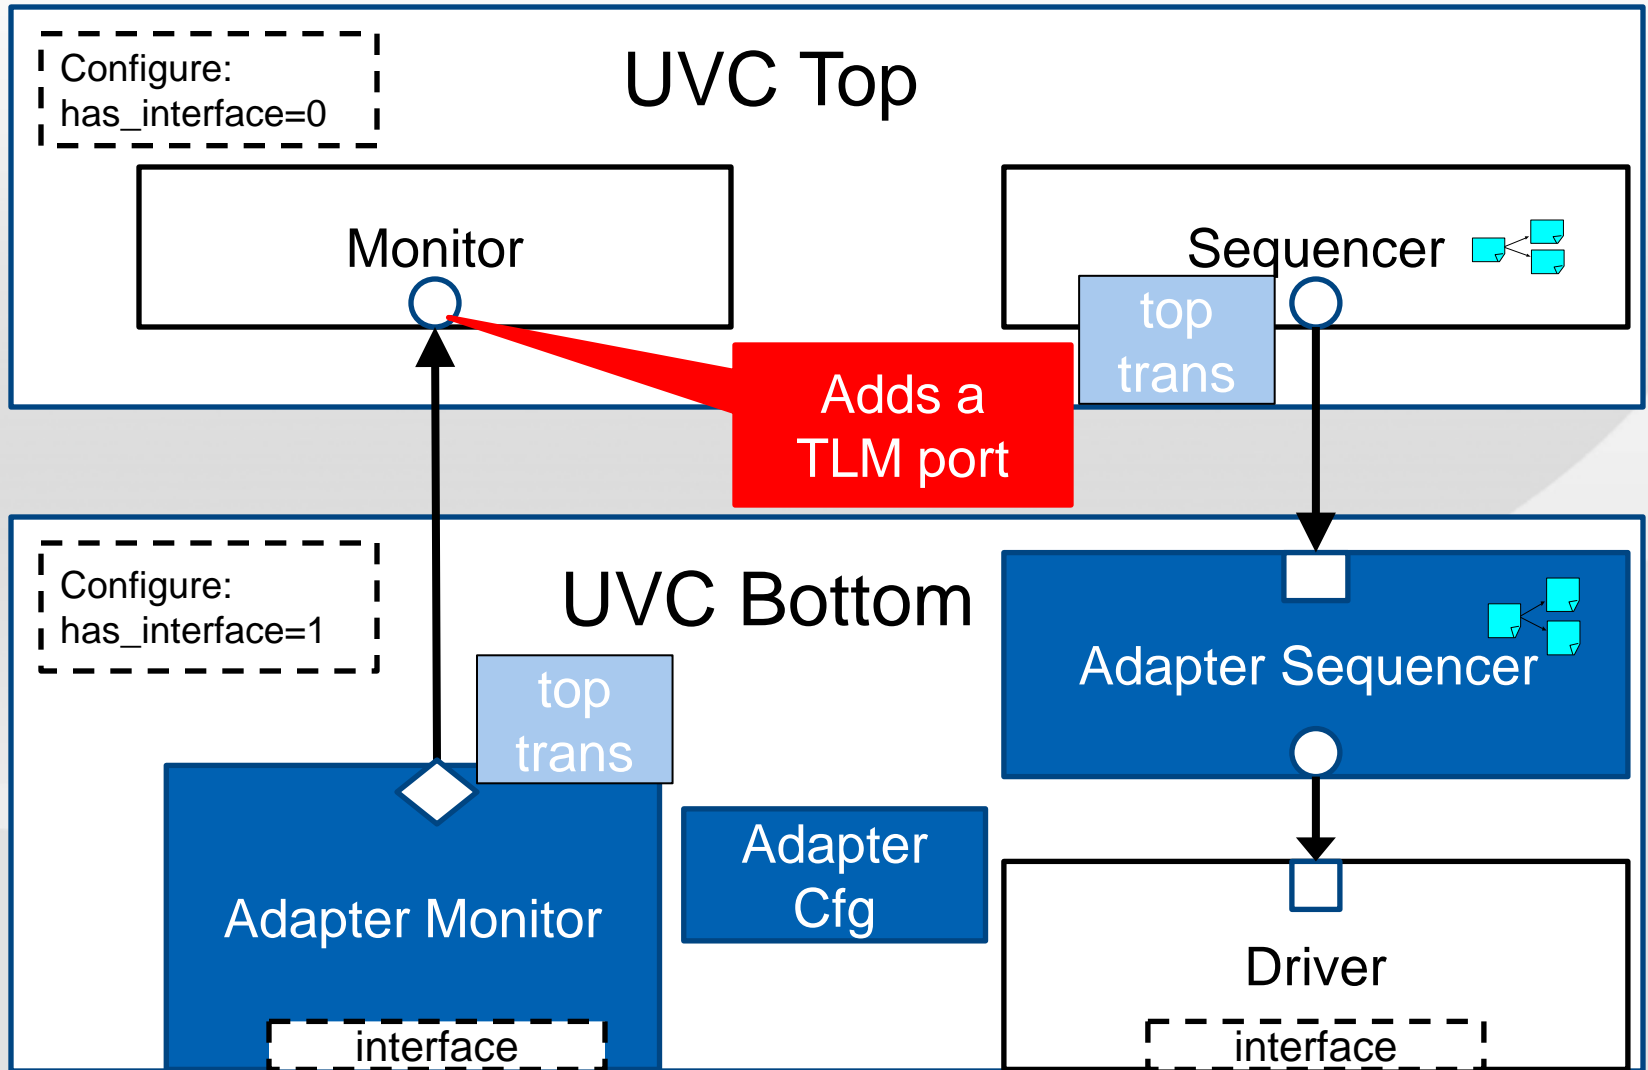 Configure:
has_interface=0
UVC Top
Monitor
Sequencer
top
trans
Adds a
TLM port
Configure:
has_interface=1
UVC Bottom
top
trans
Adapter Sequencer
Adapter
Cfg
Adapter Monitor
Driver
interface
interface